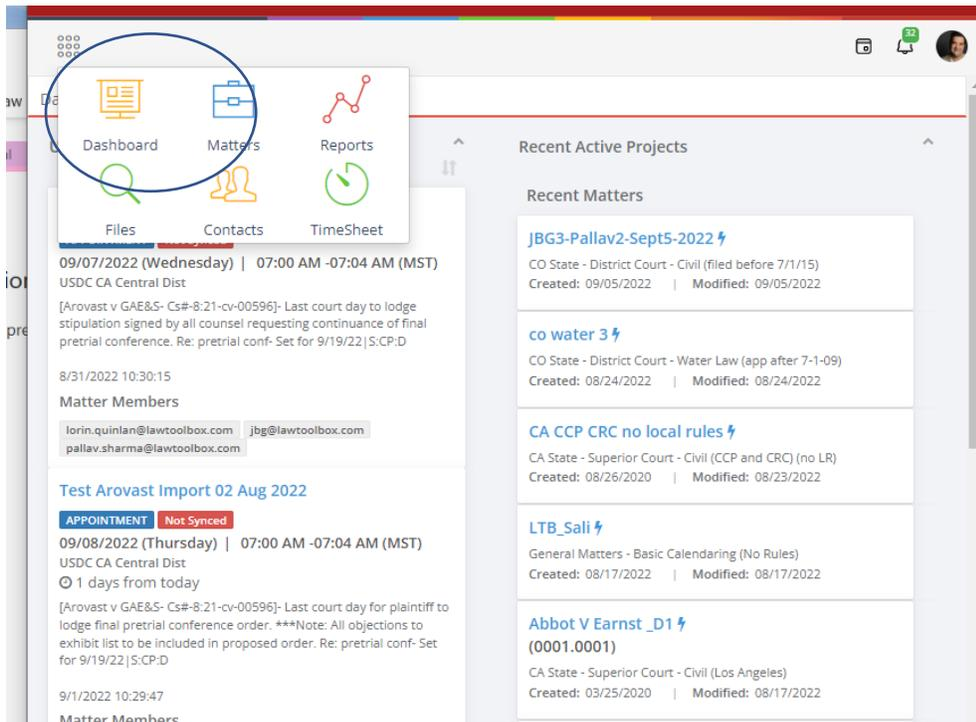 32
Dashboard
Matters
Reports
Files
Contacts
TimeSheet
09/07/2022 (Wednesday) | 07:00 AM -07:04 AM (MST)
USDC CA Central Dist
[Arovast v GAE&S- Cs#-8:21-cv-00596]- Last court day to lodge
stipulation signed by all counsel requesting continuance of final
pretrial conference. Re: pretrial conf- Set for 9/19/22|S:CP:D
8/31/2022 10:30:15
Matter Members
lorin.quinlan@lawtoolbox.com jbg@lawtoolbox.com
pallav.sharma@lawtoolbox.com
Test Arovast Import 02 Aug 2022
APPOINTMENT Not Synced
09/08/2022 (Thursday) | 07:00 AM -07:04 AM (MST)
USDC CA Central Dist
1 days from today
[Arovast v GAE&S- Cs#-8:21-cv-00596]- Last court day for plaintiff to
lodge final pretrial conference order. ***Note: All objections to
exhibit list to be included in proposed order. Re: pretrial conf- Set
for 9/19/22|S:CP:D
9/1/2022 10:29:47
Matter Members
Recent Active Projects
Recent Matters
JBG3-Pallav2-Sept5-2022
CO State - District Court - Civil (filed before 7/1/15)
Created: 09/05/2022 | Modified: 09/05/2022
co water 3
CO State - District Court - Water Law (app after 7-1-09)
Created: 08/24/2022 | Modified: 08/24/2022
CA CCP CRC no local rules
CA State - Superior Court - Civil (CCP and CRC) (no LR)
Created: 08/26/2020 | Modified: 08/23/2022
LTB_Sali
General Matters - Basic Calendaring (No Rules)
Created: 08/17/2022 | Modified: 08/17/2022
Abbot V Earnst _D1
(0001.0001)
CA State - Superior Court - Civil (Los Angeles)
Created: 03/25/2020 | Modified: 08/17/2022